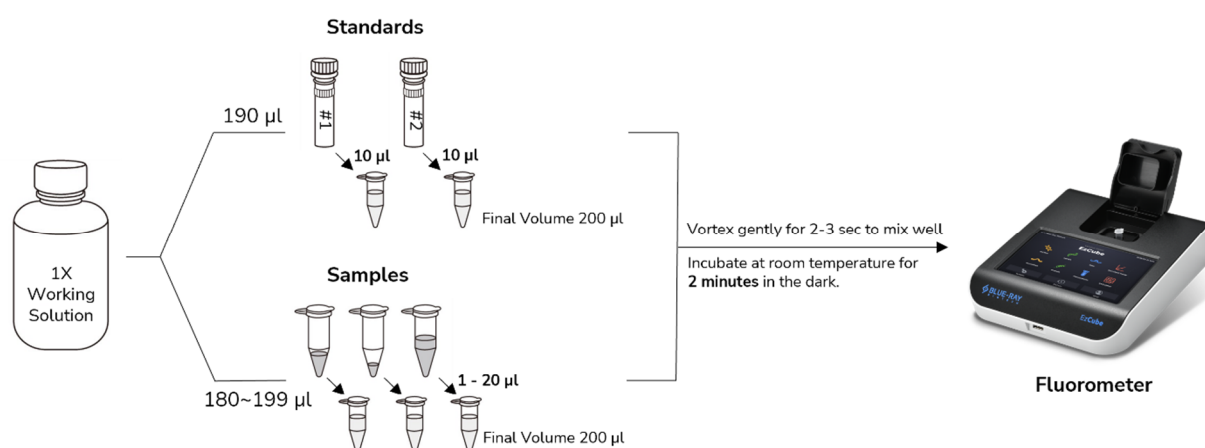 Standards
190 µl
#1
#2
10 µl
10 µl
Final Volume 200 µl
1X
Working
Solution
Samples
180~199 µl
1 - 20 µl
Final Volume 200 µl
Vortex gently for 2-3 sec to mix well
Incubate at room temperature for
2 minutes in the dark.
EzCube
BLUE-RAY
EzCube
Fluorometer